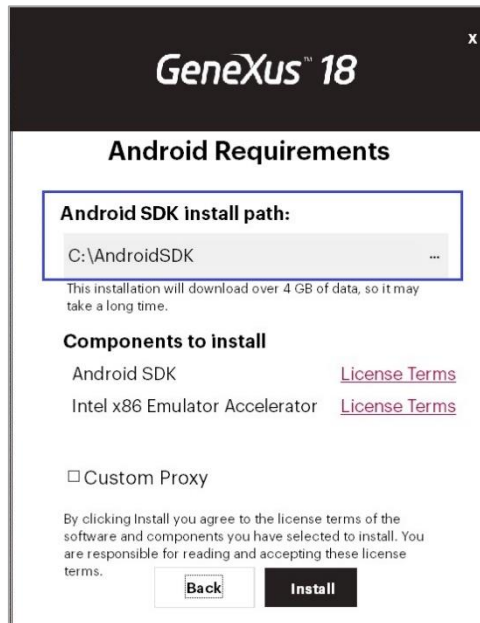 x
GeneXus™ 18
Android Requirements
Android SDK install path:
C:\AndroidSDK ...
This installation will download over 4 GB of data, so it may
take a long time.
Components to install
Android SDK License Terms
Intel x86 Emulator Accelerator License Terms
Custom Proxy
By clicking Install you agree to the license terms of the
software and components you have selected to install. You
are responsible for reading and accepting these license
terms.
Back Install